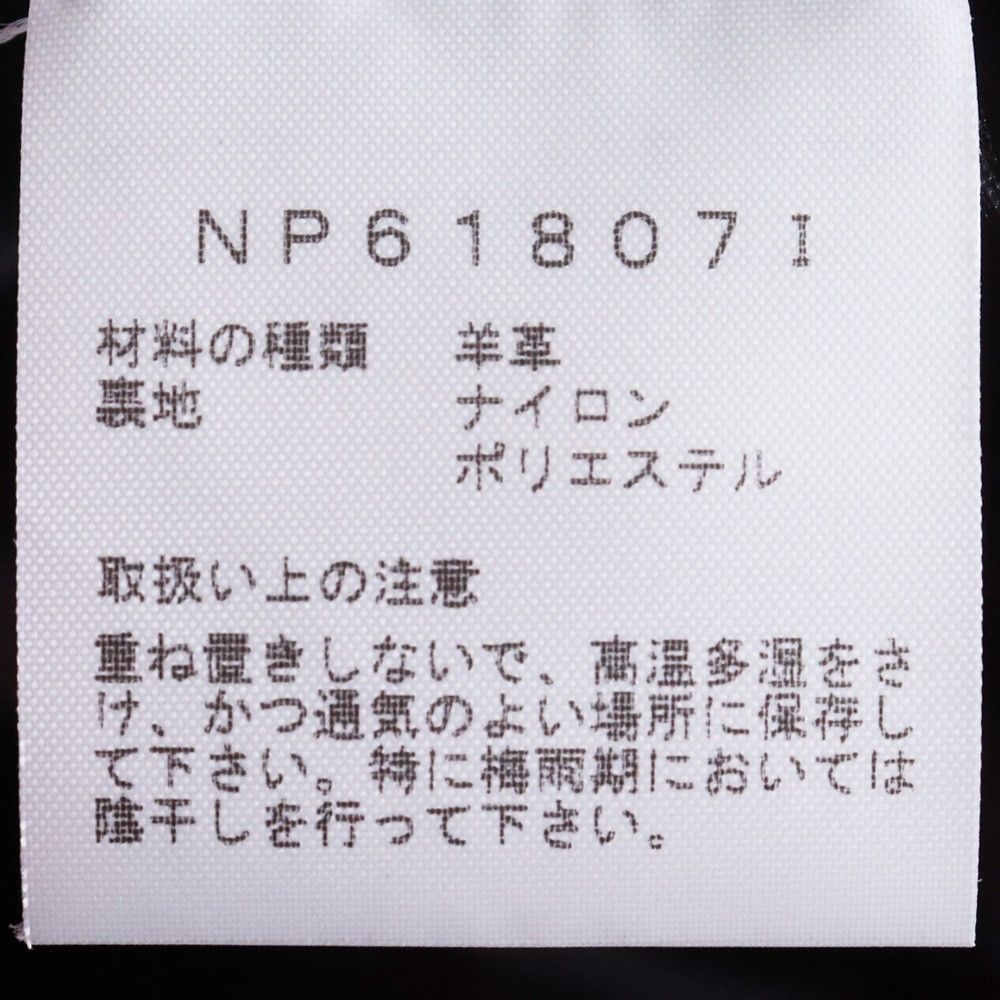 NP61807I
材料の種類 羊革
裏地 ナイロン
ポリエステル
取扱い上の注意
重ね置きしないで、高温多湿をさ
け、かつ通気のよい場所に保存し
て下さい。特に梅雨期においては
陰干しを行って下さい。